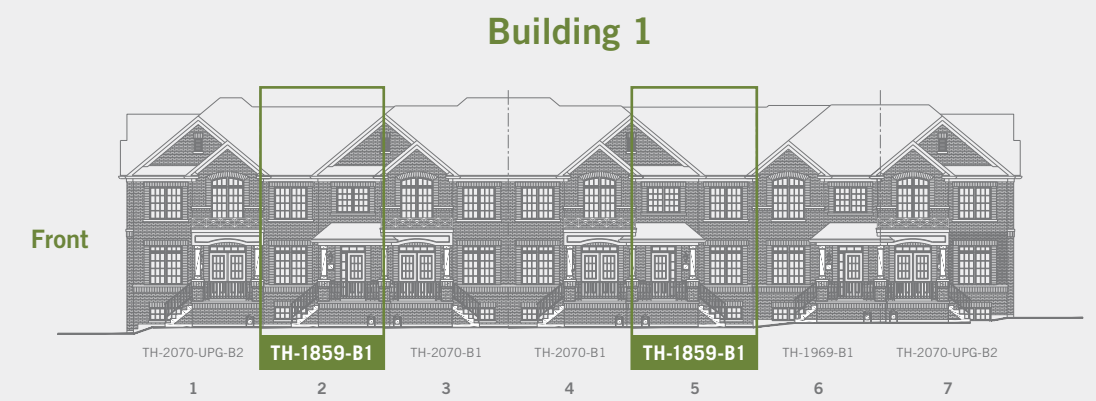 Building 1
Front
TH-2070-UPG-B2 TH-1859-B1 TH-2070-B1 TH-2070-B1 TH-1859-B1 TH-1969-B1 TH-2070-UPG-B2
1 2 3 4 5 6 7